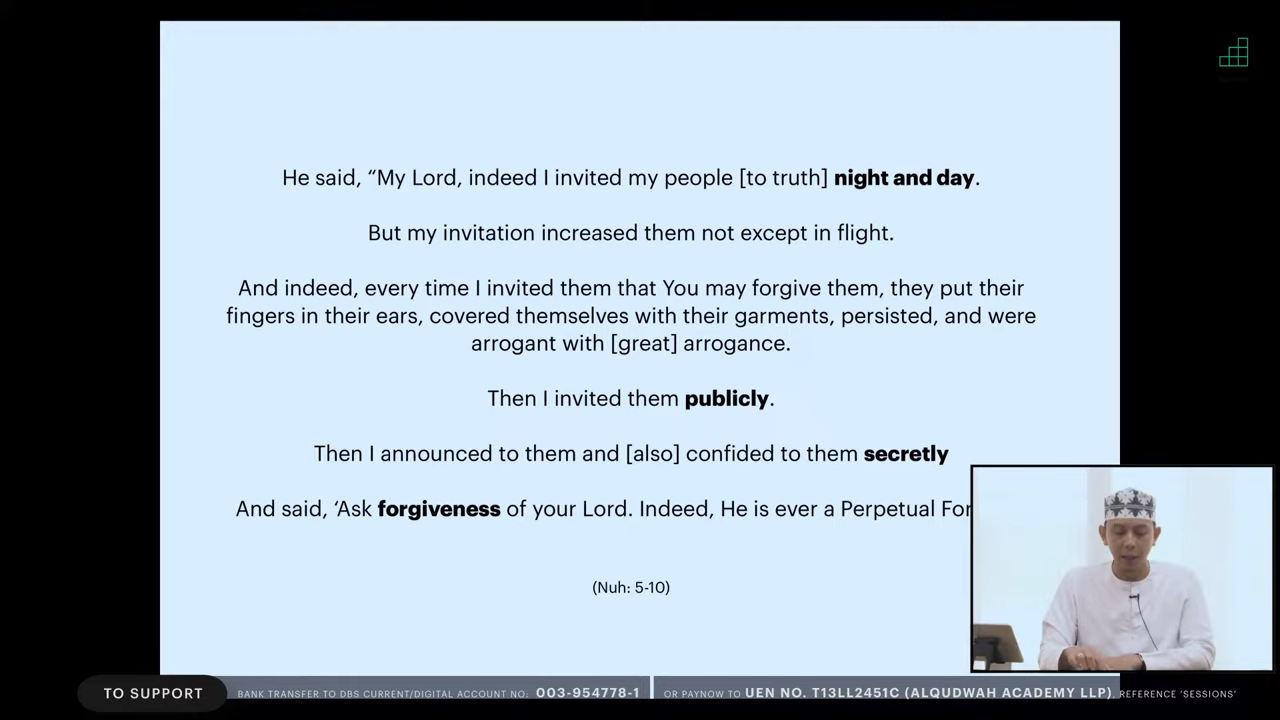 He said, “My Lord, indeed I invited my people [to truth] night and day.
But my invitation increased them not except in flight.
And indeed, every time I invited them that You may forgive them, they put their
fingers in their ears, covered themselves with their garments, persisted, and were
arrogant with [great] arrogance.
Then I invited them publicly.
Then I announced to them and [also] confided to them secretly
And said, ‘Ask forgiveness of your Lord. Indeed, He is ever a Perpetual
(Nuh: 5-10)
TO SUPPORT
BANK TRANSFER TO DBS CURRENT/DIGITAL ACCOUNT NO: 003-954778-1
OR PAYNOW TO UEN NO. T13LL2451C (ALQUDWAH ACADEMY LLP), REFERENCE ‘SESSIONS’